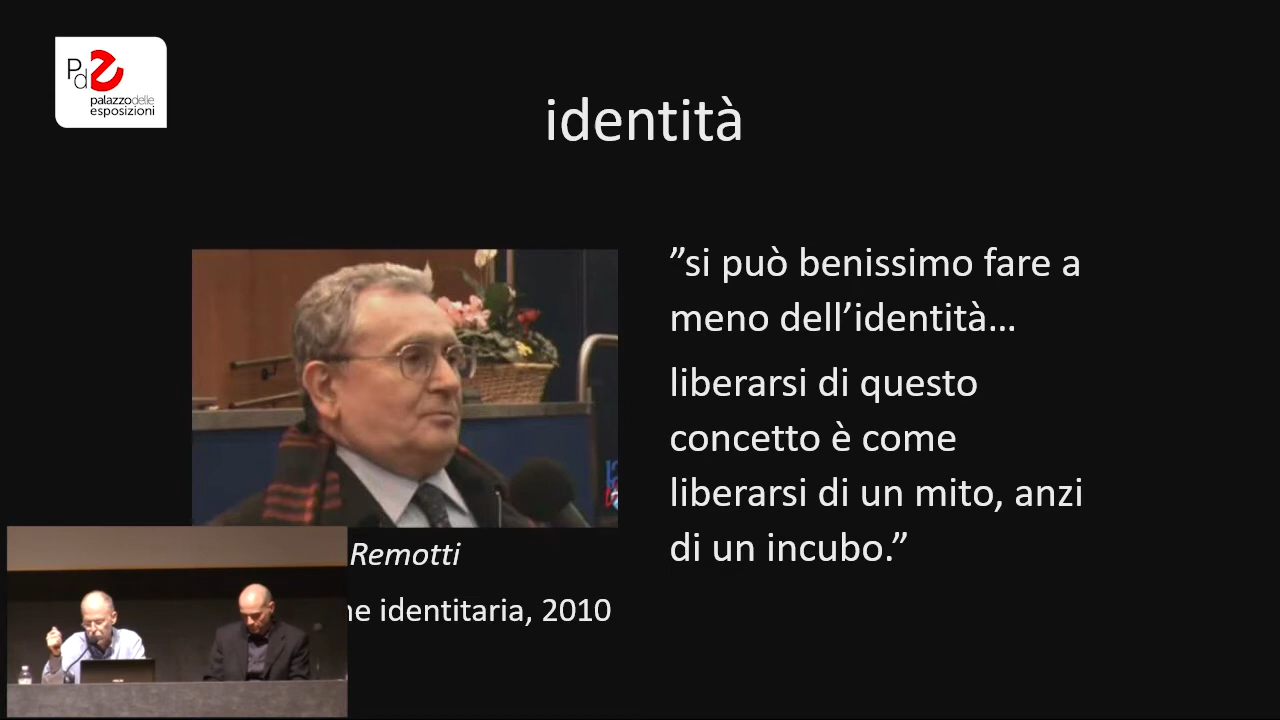 Pd
palazzodelle
esposizioni
identità
”si può benissimo fare a
meno dell’identità…
liberarsi di questo
concetto è come
liberarsi di un mito, anzi
di un incubo.”
Remotti
identitaria, 2010